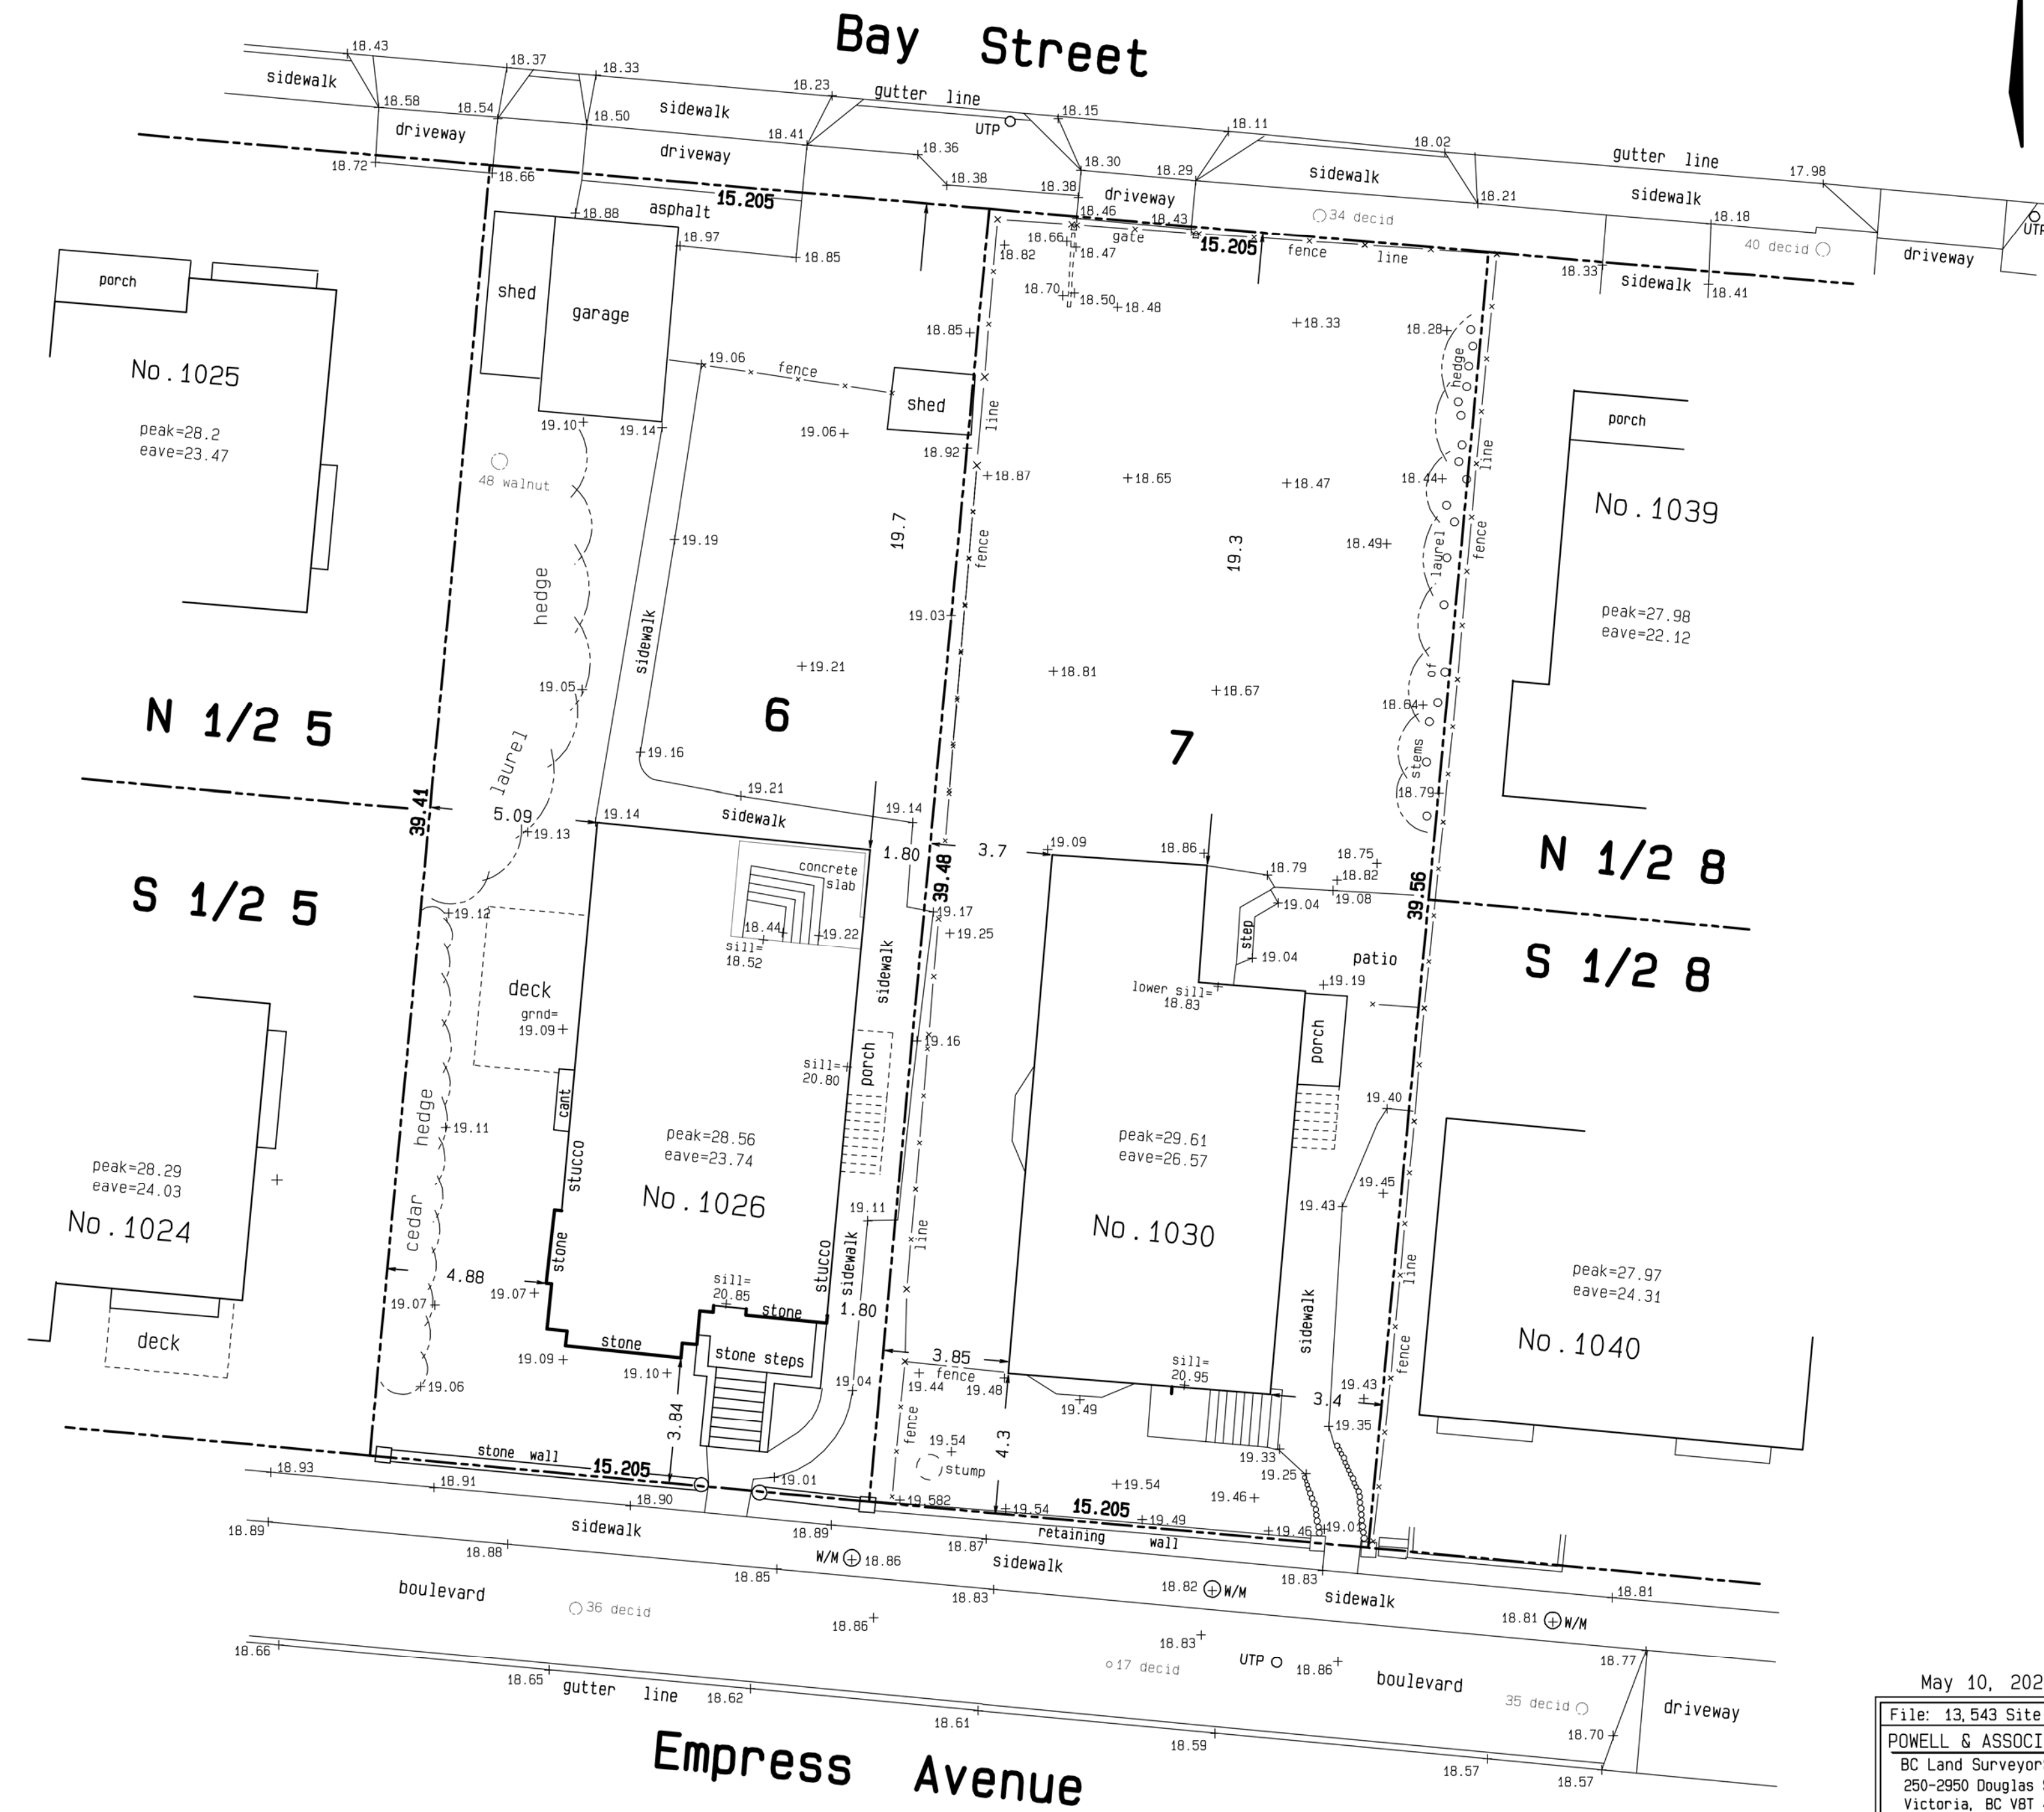 Bay Street
18.43
18.37
18.33
18.23
gutter line
18.15
18.11
18.02
gutter line
17.98
sidewalk
18.58
18.54
18.50
sidewalk
18.41
UTP
18.36
18.30
18.29
sidewalk
18.21
sidewalk
18.18
driveway
driveway
18.72
18.66
18.38
18.38
driveway
34 decid
40 decid
UTP
driveway
15.205
asphalt
18.88
18.97
18.85
18.46
18.43
18.66
gate
18.82
18.47
15.205
fence line
18.33
sidewalk
18.41
18.70
18.50
18.48
18.33
18.28
18.85
porch
shed
garage
No.1025
peak=28.2
eave=23.47
19.06
fence
shed
line
hedge
porch
19.10
19.14
19.06
18.92
18.87
18.65
18.47
18.44
line
48 walnut
No.1039
19.19
19.7
fence
19.3
18.49
laurel
fence
hedge
19.03
peak=27.98
eave=22.12
sidewalk
19.21
18.81
18.67
of
18.64
19.05
N 1/2 5
6
7
laurel
19.16
stems
18.79
39.41
5.09
19.14
19.21
19.14
sidewalk
19.13
1.80
39.48
3.7
19.09
18.86
18.79
18.75
18.82
19.08
39.56
N 1/2 8
concrete
slab
S 1/2 5
19.12
18.44
19.22
sill=
18.52
19.17
19.25
19.04
step
19.04
patio
S 1/2 8
sidewalk
deck
grnd=
19.09
lower sill=
18.83
19.19
porch
19.16
sill=
20.80
porch
cant
19.40
hedge
19.11
stucco
peak=28.56
eave=23.74
No.1026
peak=29.61
eave=26.57
No.1030
19.45
19.43
peak=28.29
eave=24.03
No.1024
cedar
stone
19.11
line
sidewalk
stucco
line
peak=27.97
eave=24.31
No.1040
4.88
19.07
19.07
sill=
20.85
stone
1.80
sidewalk
deck
stone
stone steps
3.85
fence
sill=
20.95
fence
19.09
19.10
19.06
19.04
19.44
19.48
19.49
3.4
19.43
19.35
3.84
fence
19.54
stump
4.3
19.33
19.25
stone wall
15.205
19.01
19.582
19.54
19.54
15.205
19.49
19.46
19.46
19.01
retaining wall
18.93
18.91
18.90
18.89
sidewalk
18.89
18.87
18.88
W/M
18.86
sidewalk
18.83
18.85
18.83
18.82
W/M
sidewalk
18.81
18.81
W/M
boulevard
36 decid
18.86
18.83
17 decid
UTP
18.86
boulevard
18.77
35 decid
driveway
18.70
18.66
18.65
gutter line
18.62
18.61
18.59
18.57
18.57
Empress Avenue
May 10, 202
File: 13,543 Site
POWELL & ASSOCI
BC Land Surveyor
250-2950 Douglas
Victoria, BC V8T